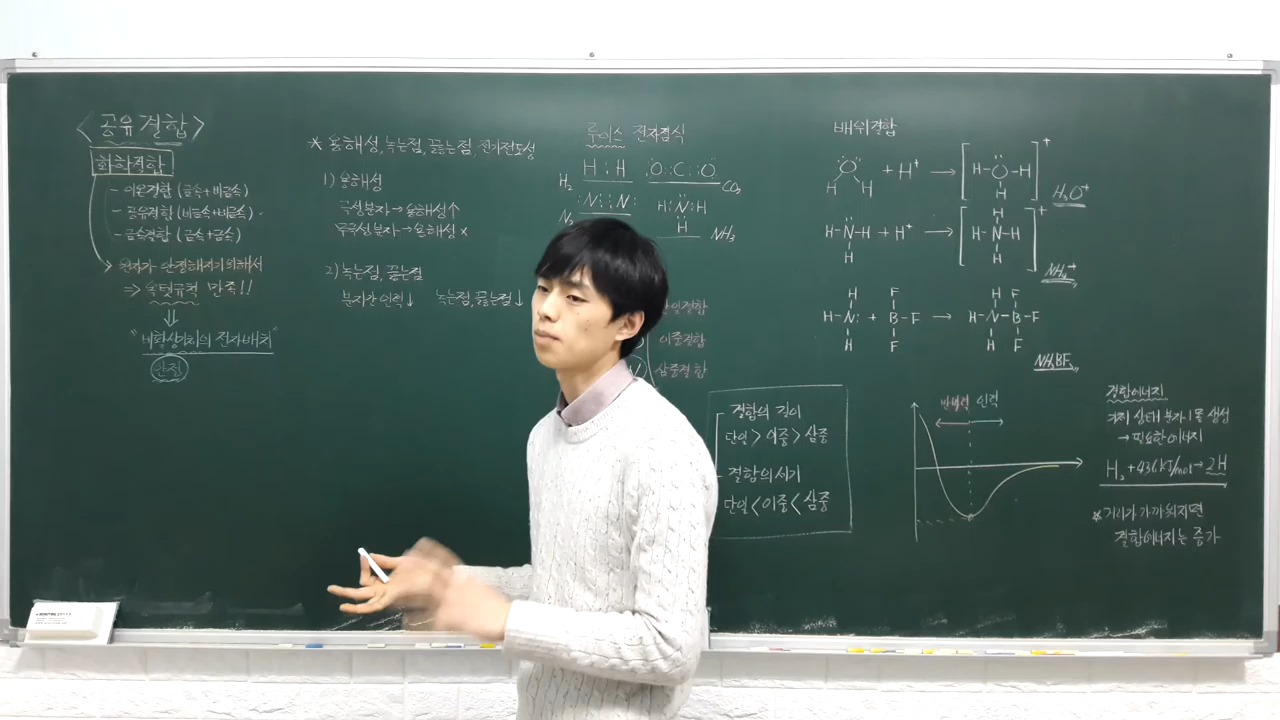 <공유결합>
화학결합
- 이온결합 (금속+비금속)
- 공유결합 (비금속+비금속)
- 금속결합 (금속+금속)
원자가 안정해지기 위해서
⇒ 옥텟규칙 만족!!
"비활성기체의 전자배치"
안정
* 용해성, 녹는점, 끓는점, 전기전도성
1) 용해성
극성분자→용해성↑
무극성분자→용해성 x
2) 녹는점, 끓는점
분자간 인력↓ 녹는점, 끓는점↓
루이스 전자점식
H : H
H₂
:O::C::O:
CO₂
:N:::N:
N₂
H:N:H
H
NH₃
이중결합
삼중결합
결합의 길이
단일 > 이중 > 삼중
결합의 세기
단일 < 이중 < 삼중
배위결합
O + H⁺ → [H-O-H]⁺
H H
H
H₃O⁺
H
H-N-H + H⁺ → [H-N-H]⁺
H H
NH₄⁺
H F H F
H-N: + B-F → H-N-B-F
H F H F
NH₃BF₃
반발력 인력
결합에너지
기체 상태 분자 1몰 생성
→ 필요한 에너지
H₂ + 436kJ/mol → 2H
* 거리가 가까워지면
결합에너지는 증가